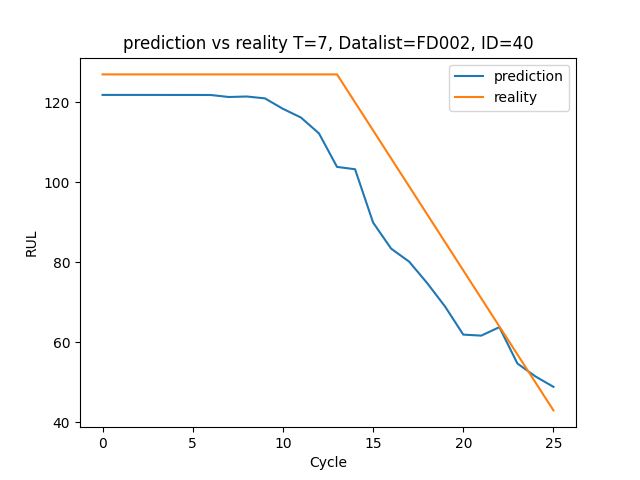 prediction vs reality T=7, Datalist=FD002, ID=40
prediction
reality
RUL
120
100
80
60
40
0 5 10 15 20 25
Cycle